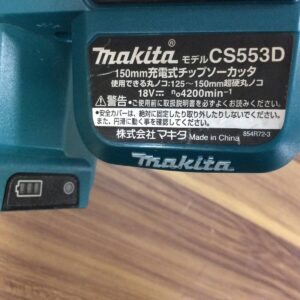 makita® モデル CS553D
150mm充電式チップソーカッタ
使用できる丸ノコ:125～150mm超硬丸ノコ
18V⎓ n₀4200min⁻¹
⚠警告 •ご使用前に取扱説明書を必ずよくお読みください。
•安全カバーは、絶対に固定したり取り外したりしないでください。
また、円滑に動く事を確認してください。
株式会社マキタ Made in China 854R72-3
makita